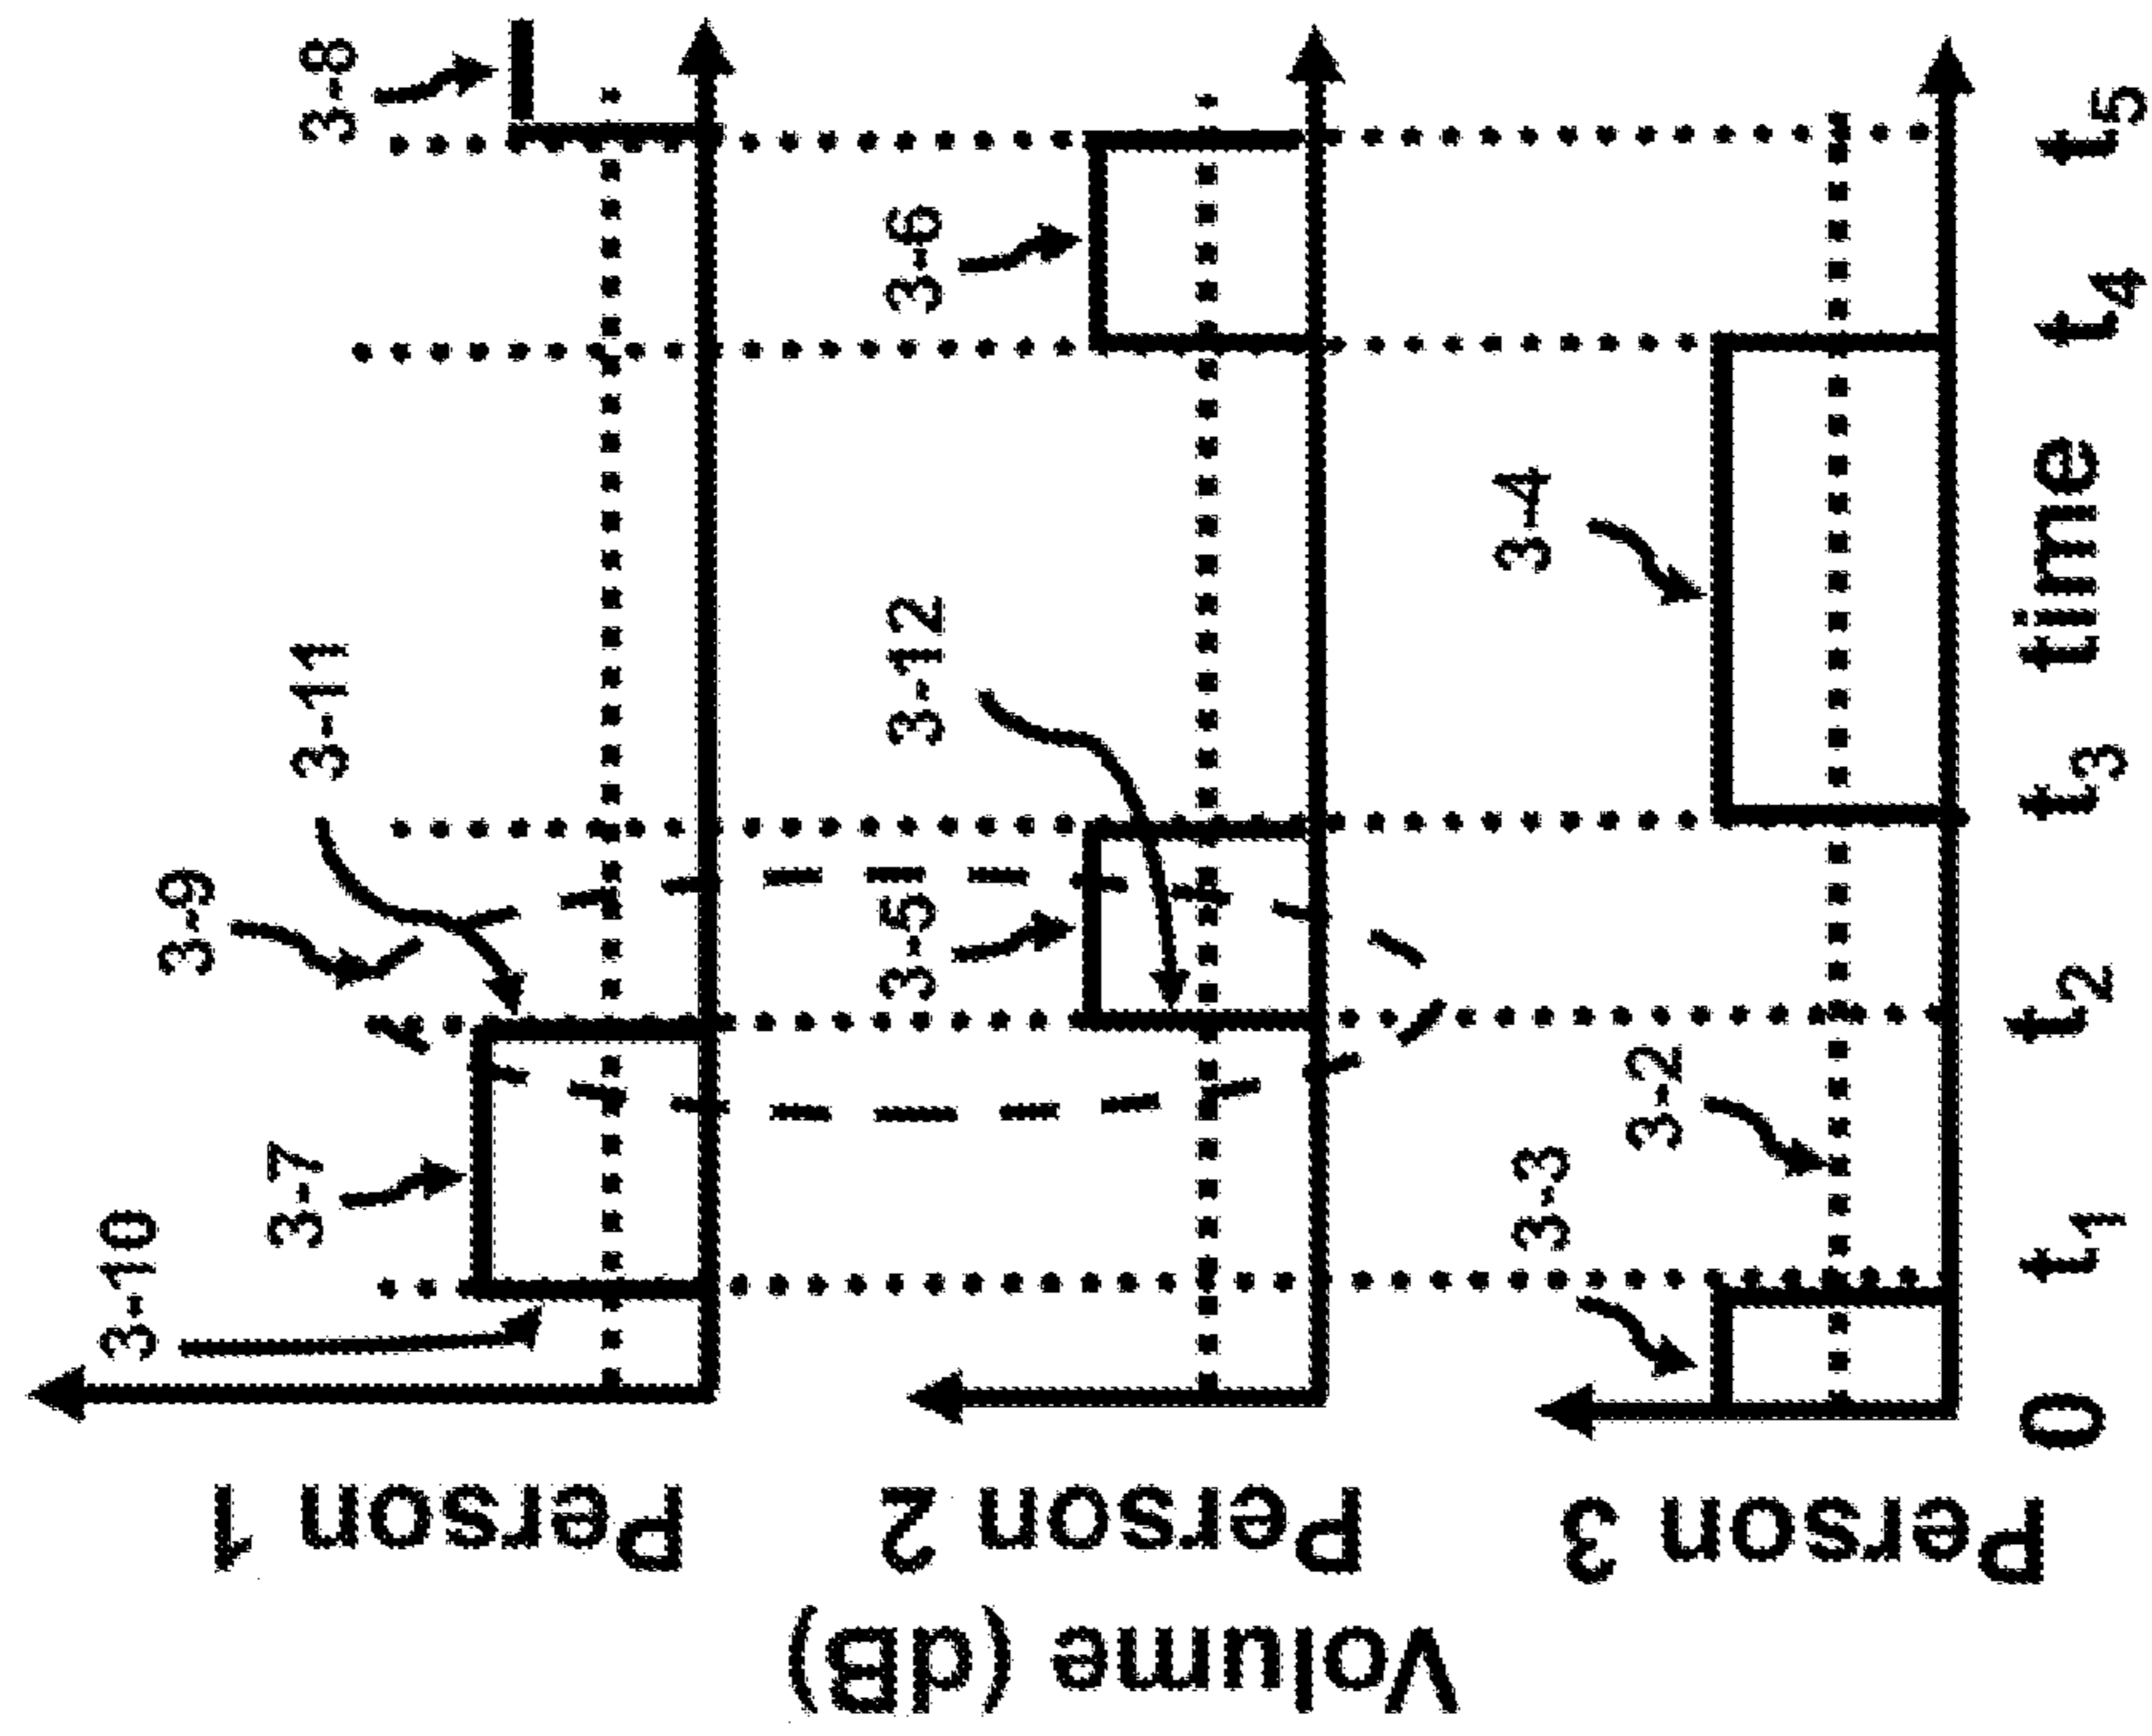 3-10
3-9
3-7
3-11
3-8
Person 1
3-5
3-12
3-6
Person 2
Volume (dB)
3-3
3-2
3-4
Person 3
0 t1 t2 t3 time t4 t5